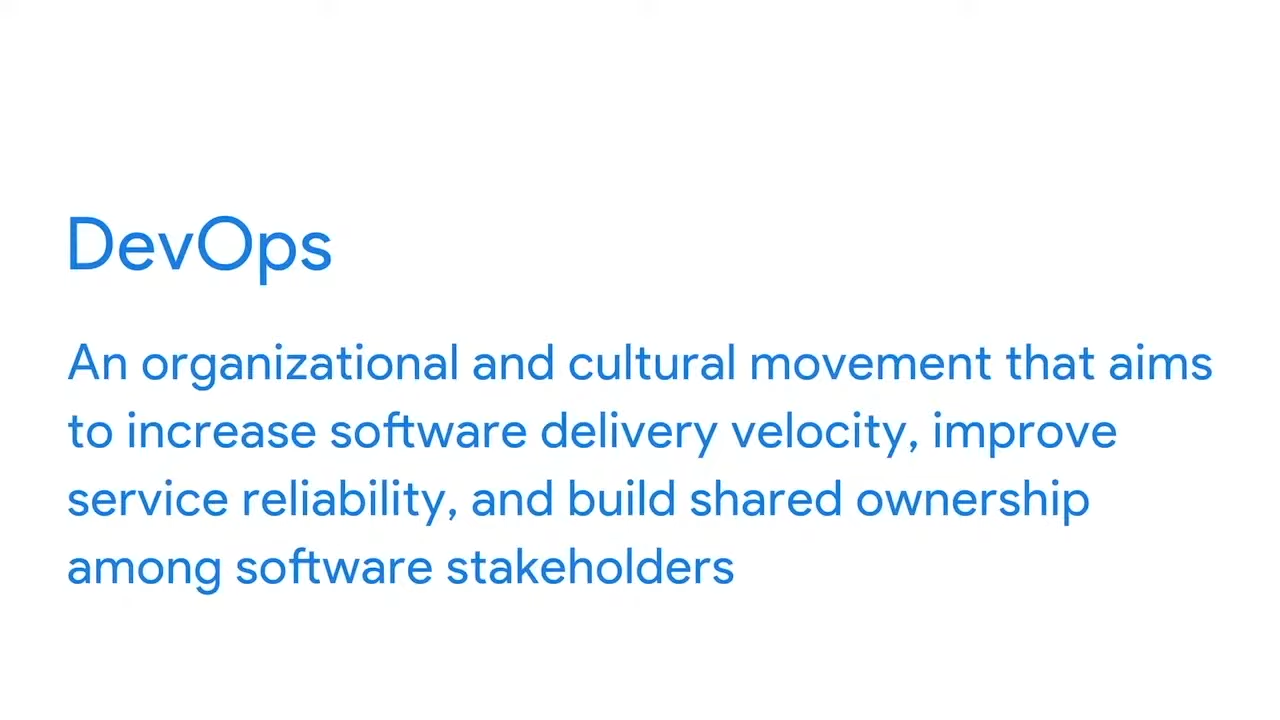 DevOps
An organizational and cultural movement that aims
to increase software delivery velocity, improve
service reliability, and build shared ownership
among software stakeholders